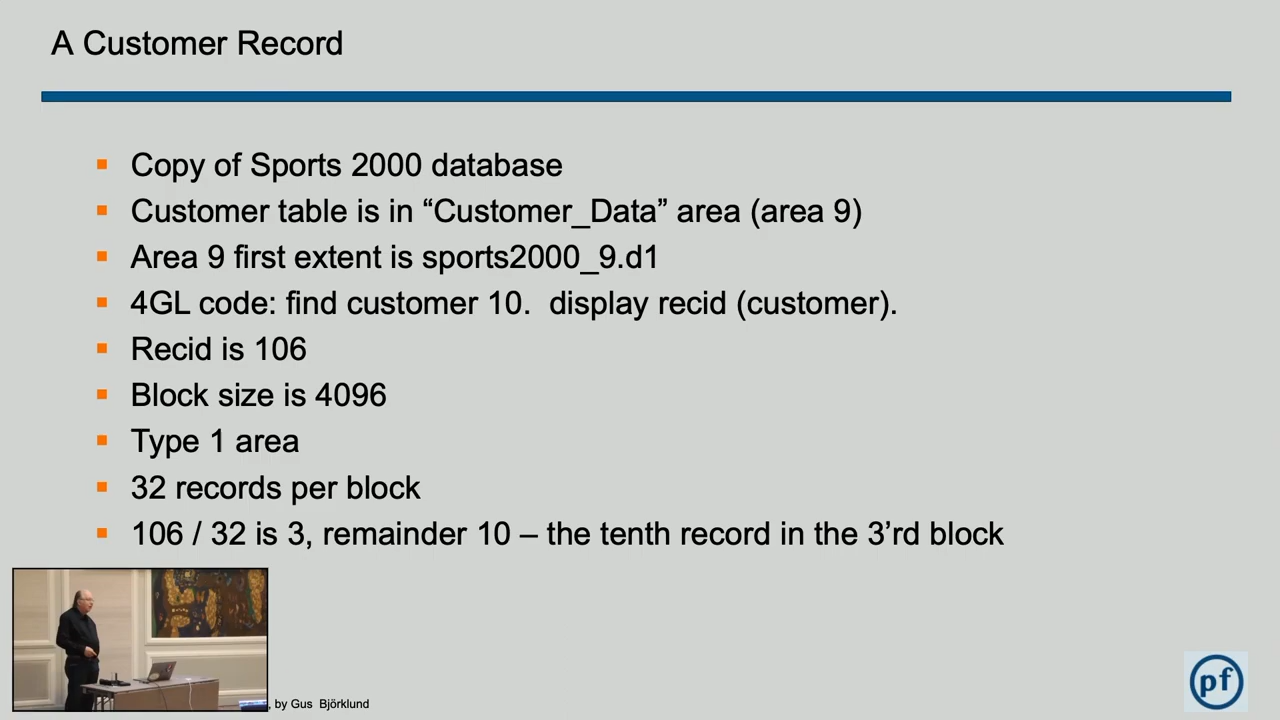 A Customer Record
Copy of Sports 2000 database
Customer table is in “Customer_Data” area (area 9)
Area 9 first extent is sports2000_9.d1
4GL code: find customer 10.  display recid (customer).
Recid is 106
Block size is 4096
Type 1 area
32 records per block
106 / 32 is 3, remainder 10 – the tenth record in the 3’rd block
, by Gus Björklund
pf